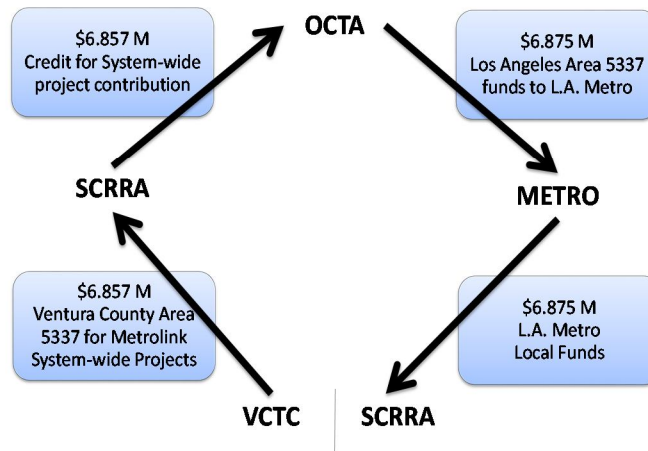 OCTA
$6.857 M
Credit for System-wide
project contribution
$6.875 M
Los Angeles Area 5337
funds to L.A. Metro
SCRRA
METRO
$6.857 M
Ventura County Area
5337 for Metrolink
System-wide Projects
$6.875 M
L.A. Metro
Local Funds
VCTC
SCRRA